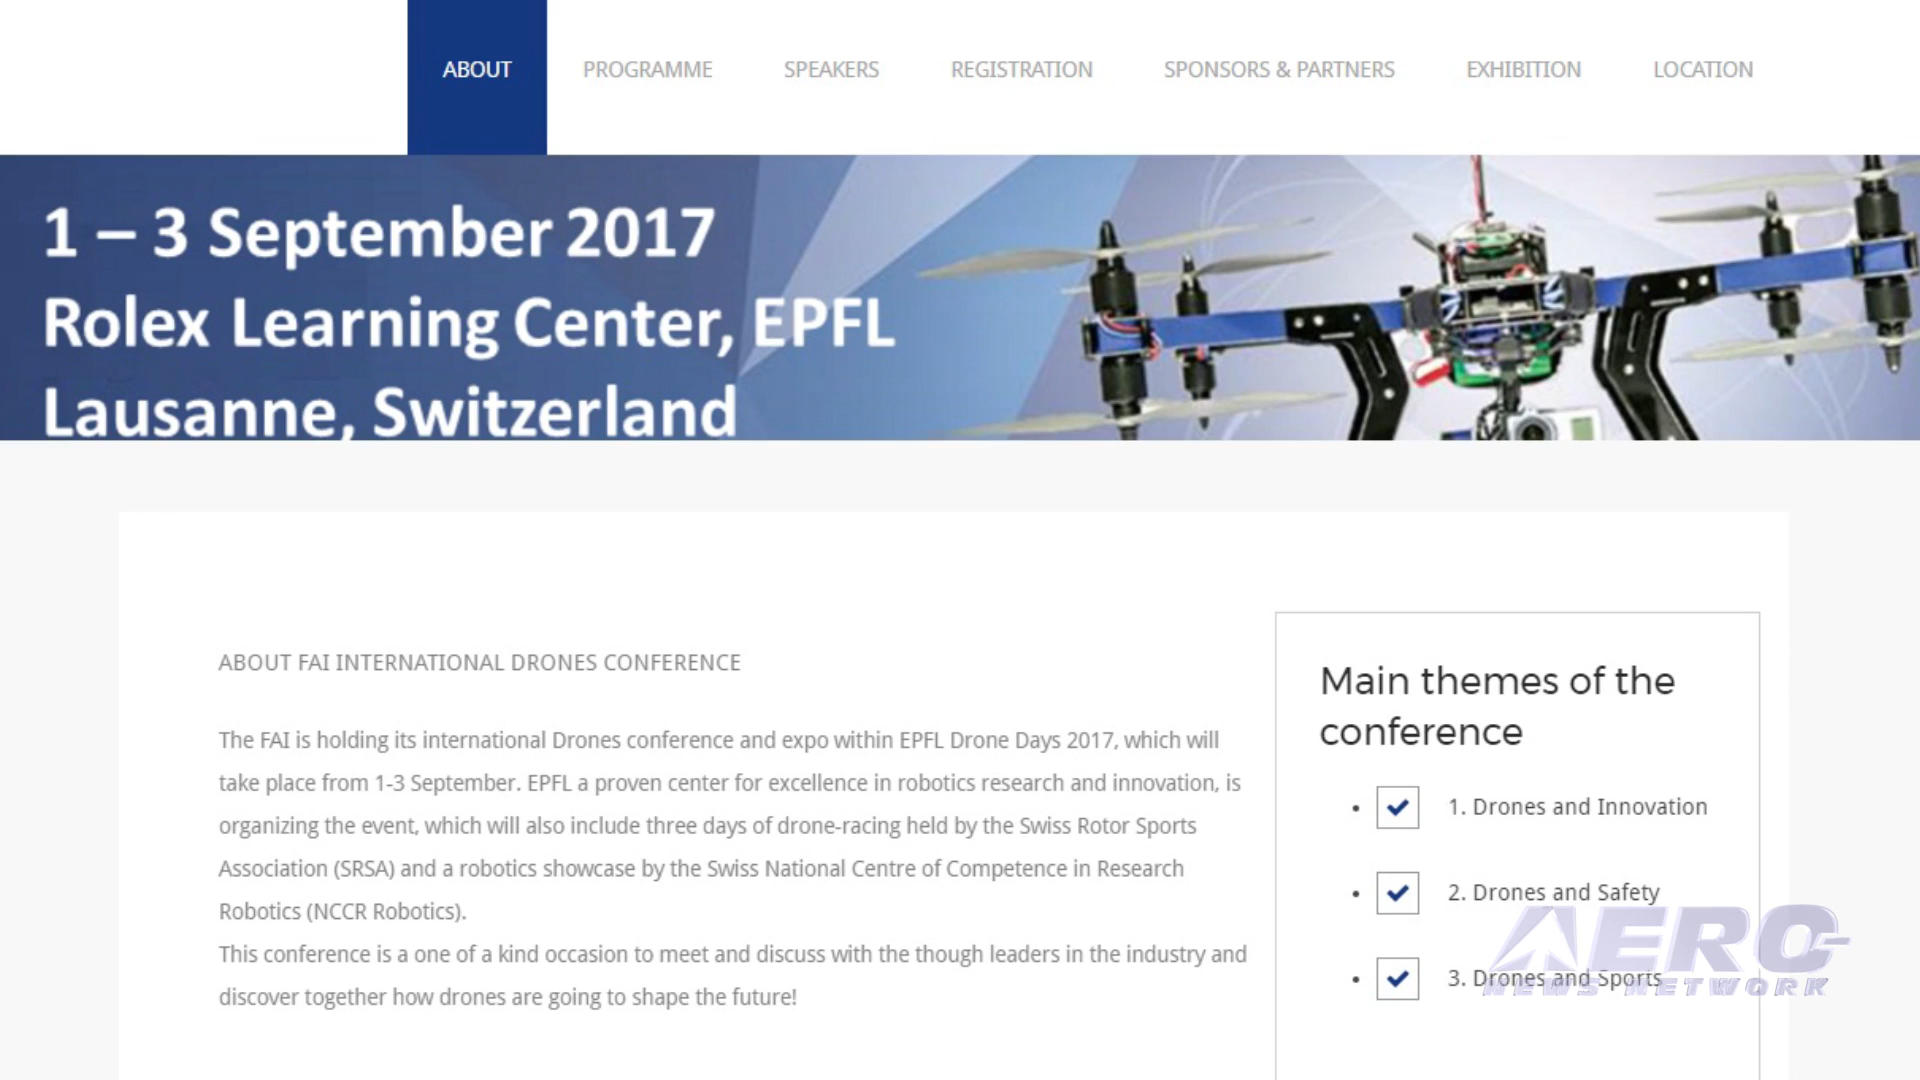 ABOUT PROGRAMME SPEAKERS REGISTRATION SPONSORS & PARTNERS EXHIBITION LOCATION
1 – 3 September 2017
Rolex Learning Center, EPFL
Lausanne, Switzerland
ABOUT FAI INTERNATIONAL DRONES CONFERENCE
The FAI is holding its international Drones conference and expo within EPFL Drone Days 2017, which will
take place from 1-3 September. EPFL a proven center for excellence in robotics research and innovation, is
organizing the event, which will also include three days of drone-racing held by the Swiss Rotor Sports
Association (SRSA) and a robotics showcase by the Swiss National Centre of Competence in Research
Robotics (NCCR Robotics).
This conference is a one of a kind occasion to meet and discuss with the though leaders in the industry and
discover together how drones are going to shape the future!
Main themes of the
conference
1. Drones and Innovation
2. Drones and Safety
3. Drones and Sports
AERO-
NEWS NETWORK